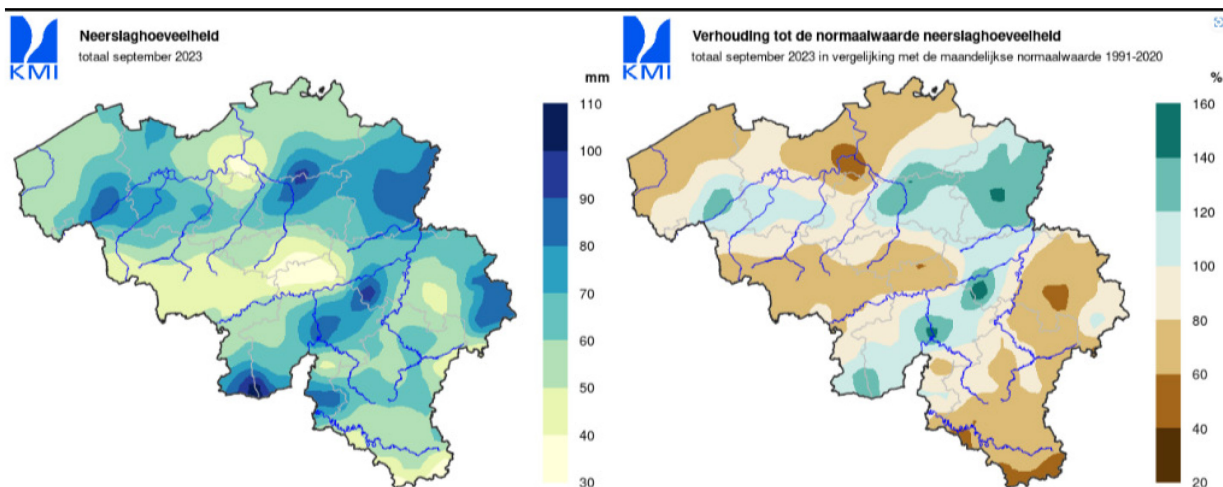 KMI
Neerslaghoeveelheid
totaal september 2023
mm
110
100
90
80
70
60
50
40
30
KMI
Verhouding tot de normaalwaarde neerslaghoeveelheid
totaal september 2023 in vergelijking met de maandelijkse normaalwaarde 1991-2020
%
160
140
120
100
80
60
40
20